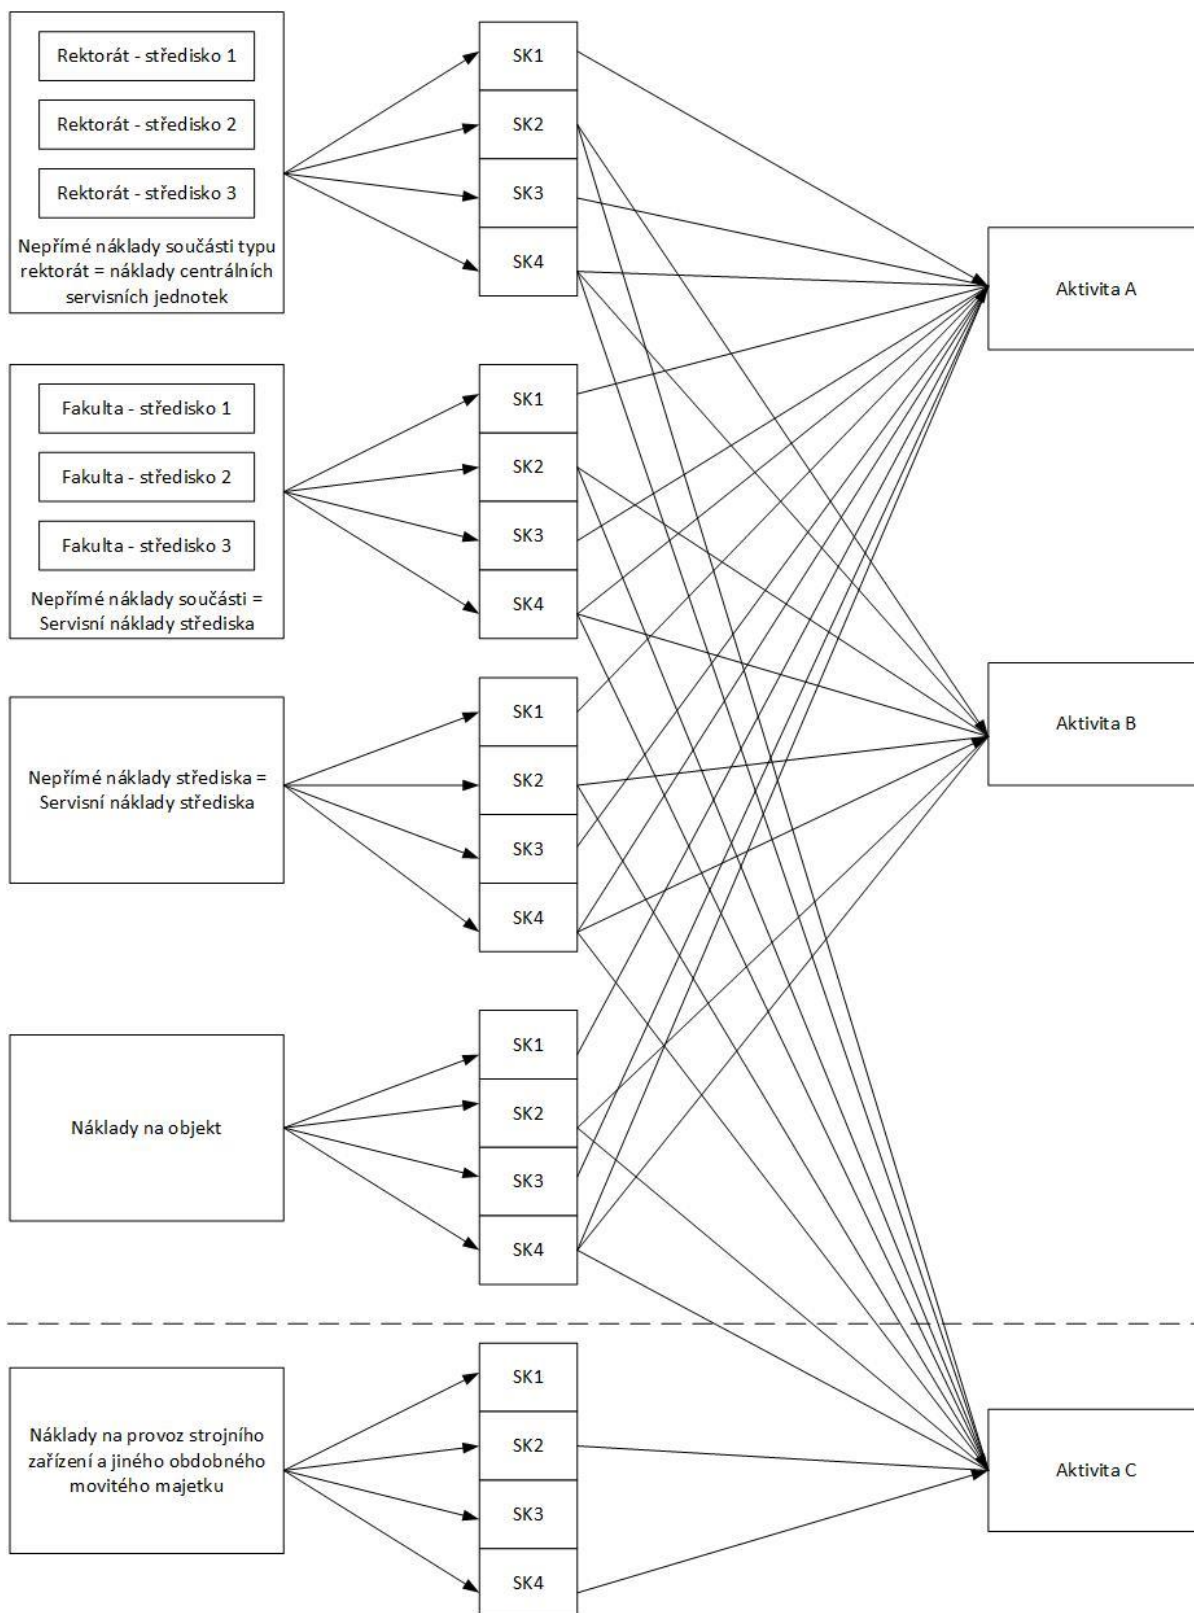 Rektorát - středisko 1
Rektorát - středisko 2
Rektorát - středisko 3
Nepřímé náklady součásti typu
rektorát = náklady centrálních
servisních jednotek
SK1
SK2
SK3
SK4
Fakulta - středisko 1
Fakulta - středisko 2
Fakulta - středisko 3
Nepřímé náklady součásti =
Servisní náklady střediska
SK1
SK2
SK3
SK4
Nepřímé náklady střediska =
Servisní náklady střediska
SK1
SK2
SK3
SK4
Náklady na objekt
SK1
SK2
SK3
SK4
Náklady na provoz strojního
zařízení a jiného obdobného
movitého majetku
SK1
SK2
SK3
SK4
Aktivita A
Aktivita B
Aktivita C